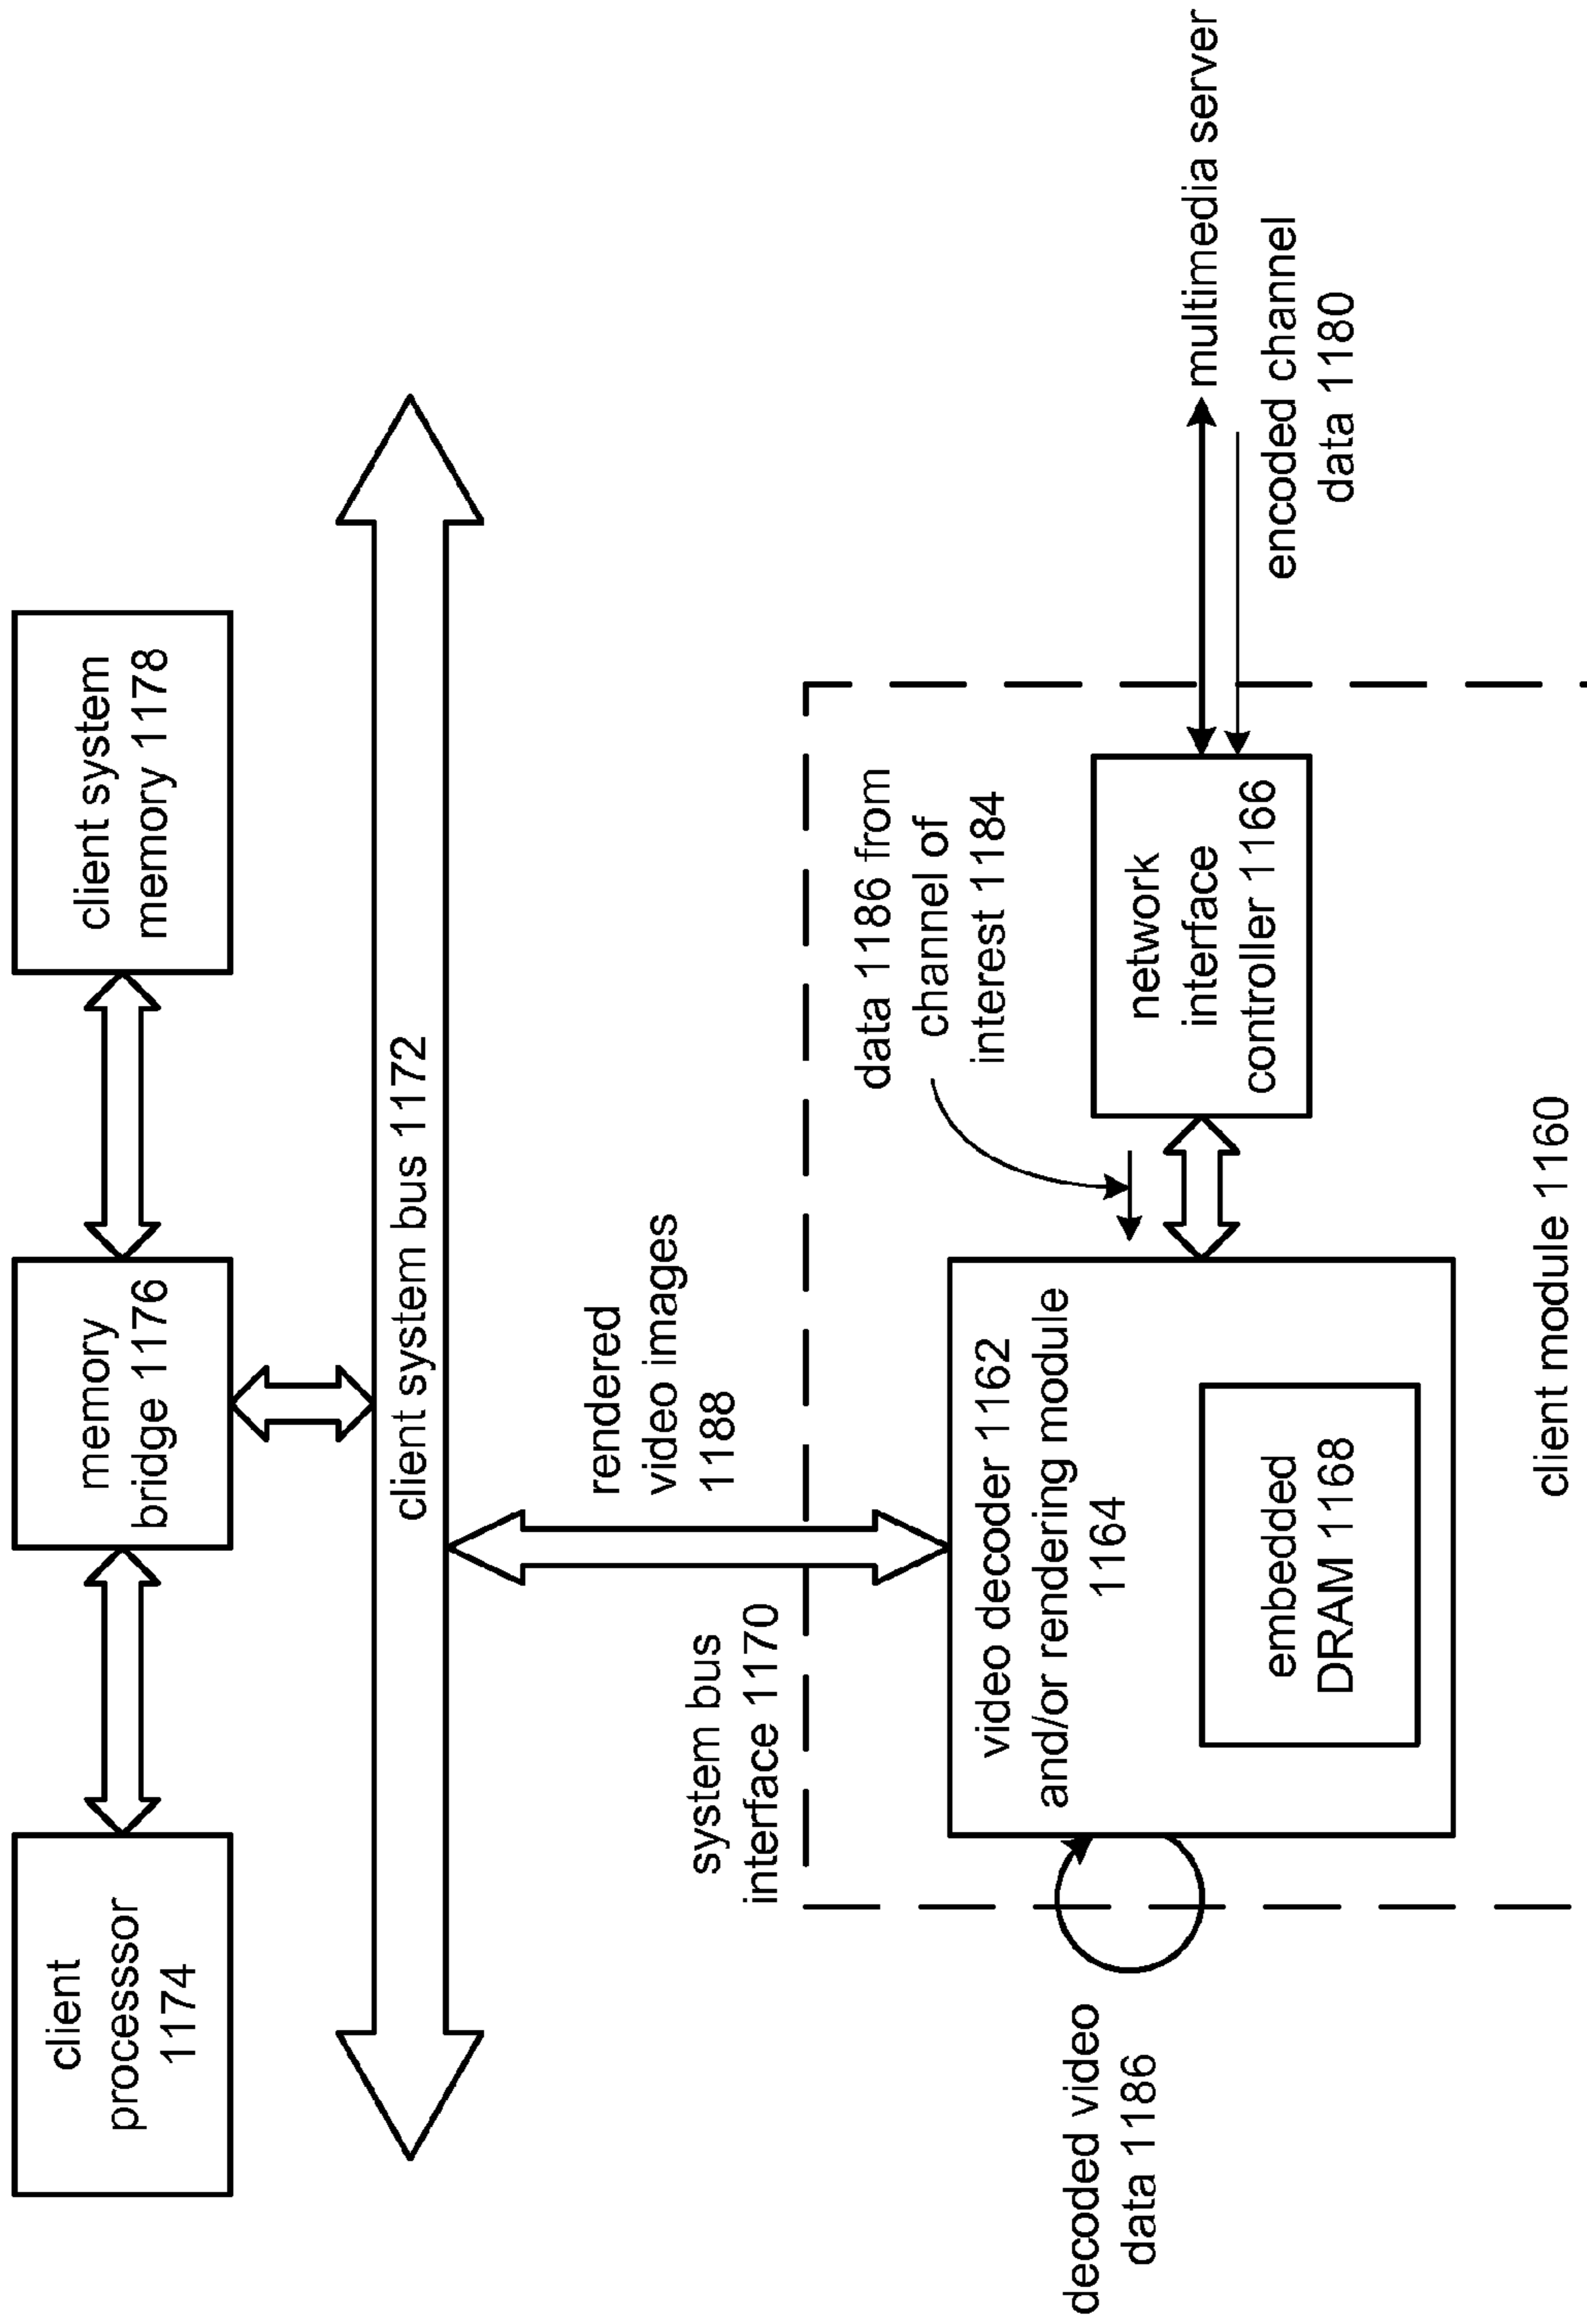 client
processor
1174
memory
bridge 1176
client system
memory 1178
client system bus 1172
system bus
interface 1170
rendered
video images
1188
data 1186 from
channel of
interest 1184
decoded video
data 1186
video decoder 1162
and/or rendering module
1164
embedded
DRAM 1168
network
interface
controller 1166
multimedia server
encoded channel
data 1180
client module 1160